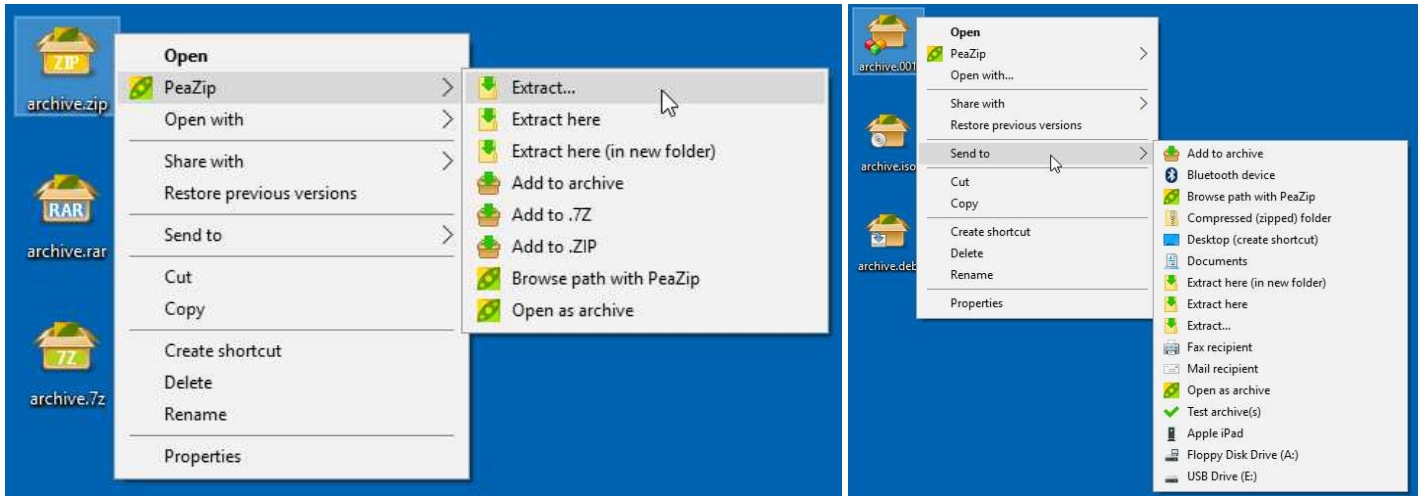 ZIP
archive.zip
RAR
archive.rar
7Z
archive.7z
Open
PeaZip
Open with
Share with
Restore previous versions
Send to
Cut
Copy
Create shortcut
Delete
Rename
Properties
Extract...
Extract here
Extract here (in new folder)
Add to archive
Add to .7Z
Add to .ZIP
Browse path with PeaZip
Open as archive
archive.001
archive.iso
archive.deb
Open
PeaZip
Open with...
Share with
Restore previous versions
Send to
Cut
Copy
Create shortcut
Delete
Rename
Properties
Add to archive
Bluetooth device
Browse path with PeaZip
Compressed (zipped) folder
Desktop (create shortcut)
Documents
Extract here (in new folder)
Extract here
Extract...
Fax recipient
Mail recipient
Open as archive
Test archive(s)
Apple iPad
Floppy Disk Drive (A:)
USB Drive (E:)